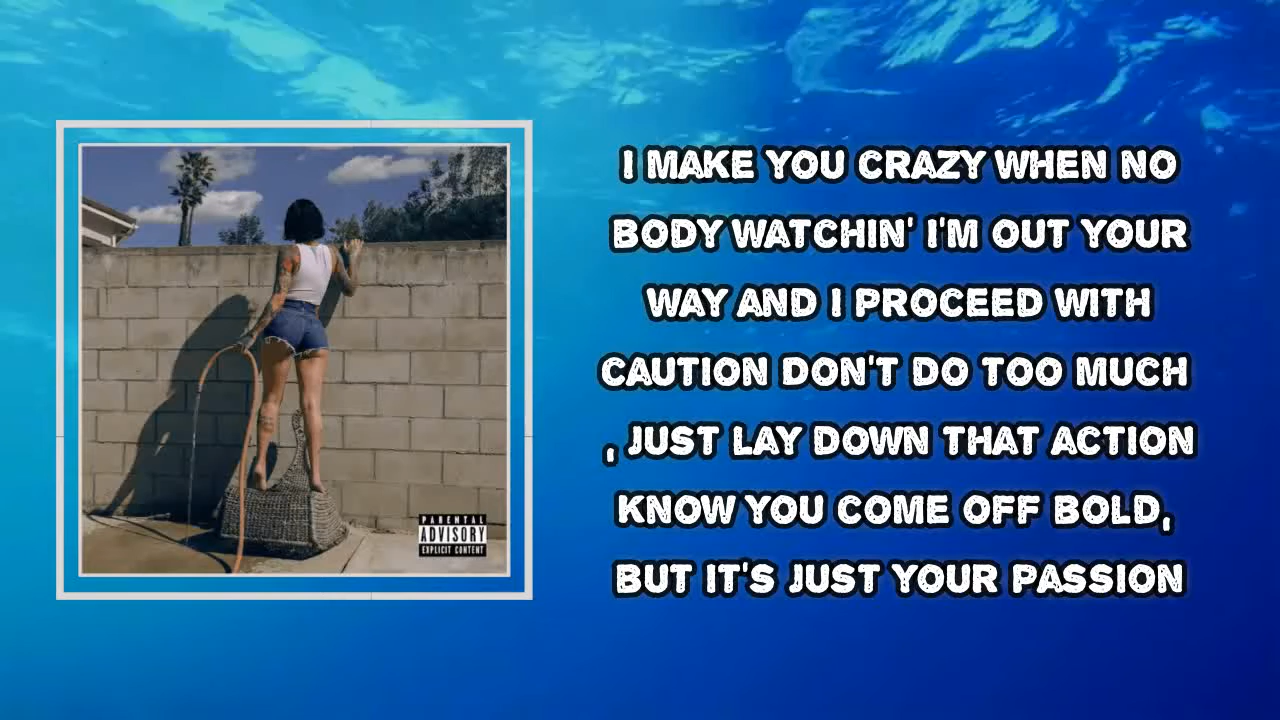 I MAKE YOU CRAZY WHEN NO
BODY WATCHIN' I'M OUT YOUR
WAY AND I PROCEED WITH
CAUTION DON'T DO TOO MUCH
, JUST LAY DOWN THAT ACTION
KNOW YOU COME OFF BOLD,
BUT IT'S JUST YOUR PASSION
PARENTAL
ADVISORY
EXPLICIT CONTENT